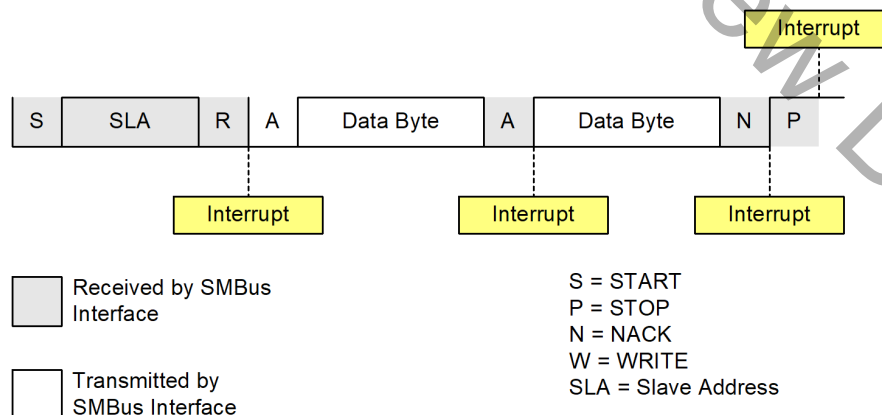 Interrupt
S SLA R A Data Byte A Data Byte N P
Interrupt Interrupt Interrupt
Received by SMBus
Interface
Transmitted by
SMBus Interface
S = START
P = STOP
N = NACK
W = WRITE
SLA = Slave Address